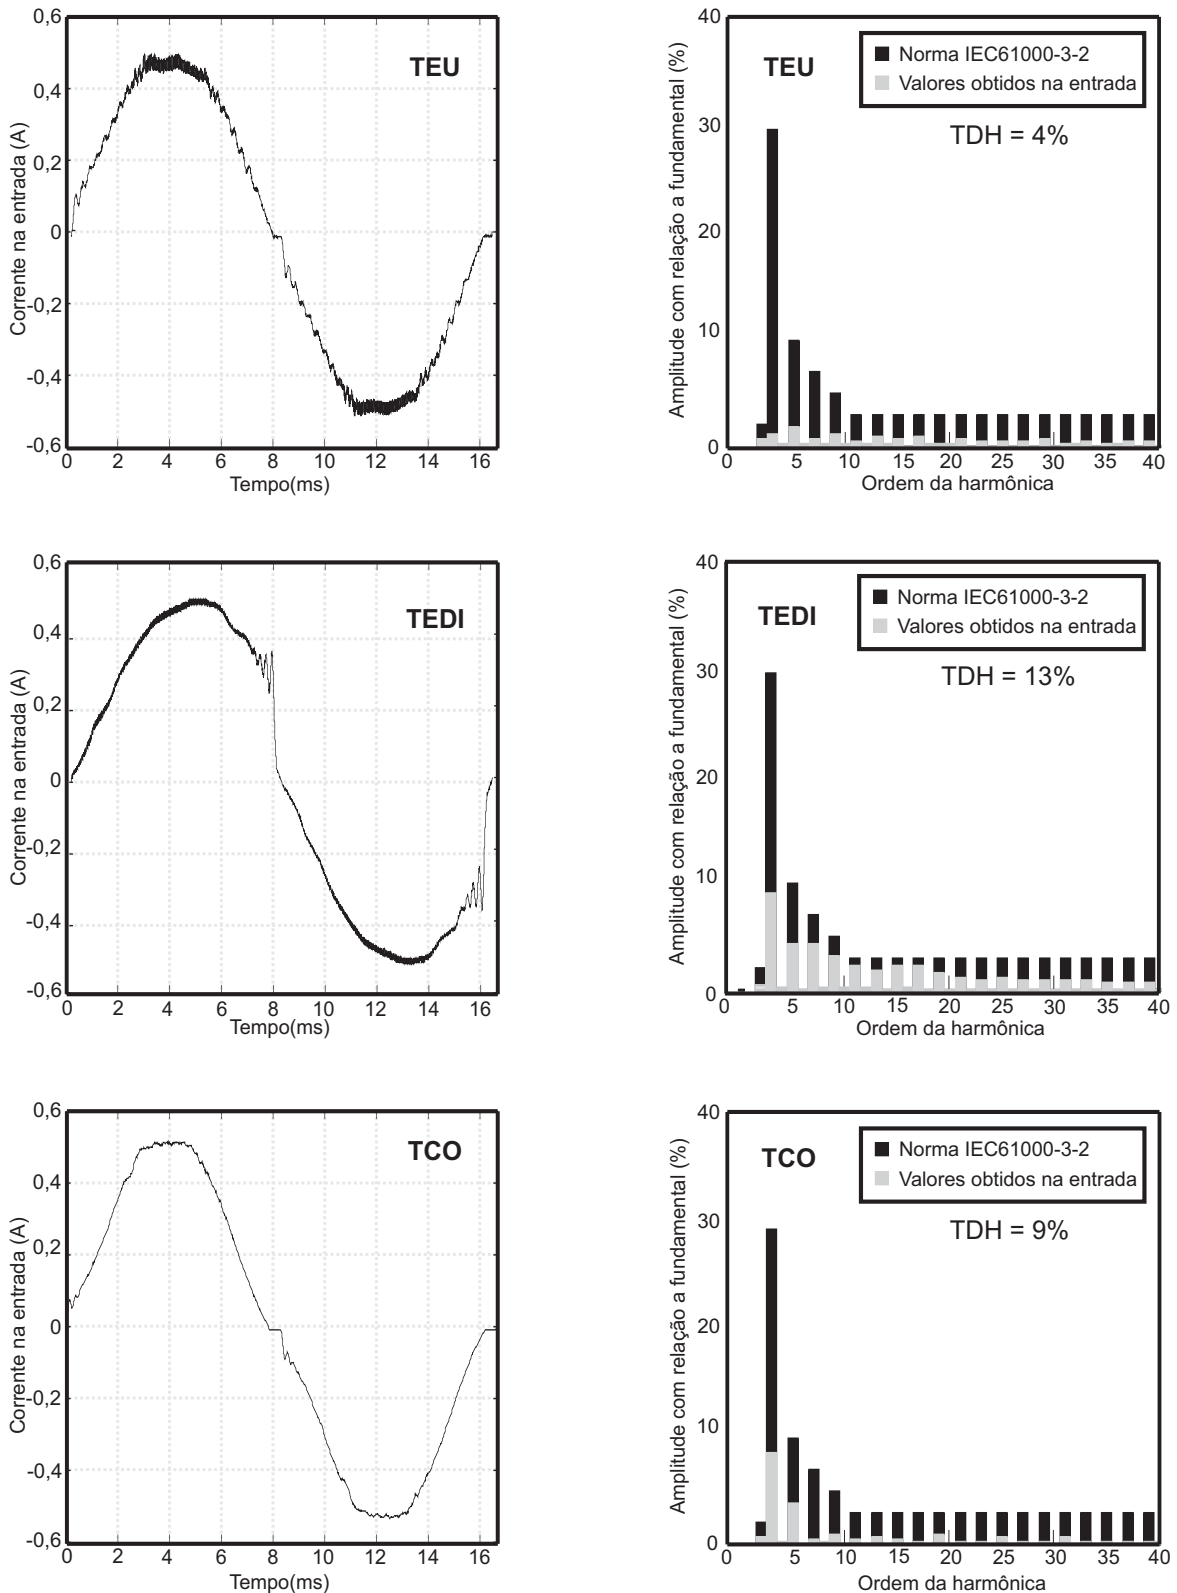 TEU
Corrente na entrada (A)
0,6
0,4
0,2
0
-0,2
-0,4
-0,6
0 2 4 6 8 10 12 14 16
Tempo(ms)
TEU
Norma IEC61000-3-2
Valores obtidos na entrada
TDH = 4%
Amplitude com relação a fundamental (%)
40
30
20
10
0
0 5 10 15 20 25 30 35 40
Ordem da harmônica
TEDI
Corrente na entrada (A)
0,6
0,4
0,2
0
-0,2
-0,4
-0,6
0 2 4 6 8 10 12 14 16
Tempo(ms)
TEDI
Norma IEC61000-3-2
Valores obtidos na entrada
TDH = 13%
Amplitude com relação a fundamental (%)
40
30
20
10
0
0 5 10 15 20 25 30 35 40
Ordem da harmônica
TCO
Corrente na entrada (A)
0,6
0,4
0,2
0
-0,2
-0,4
-0,6
0 2 4 6 8 10 12 14 16
Tempo(ms)
TCO
Norma IEC61000-3-2
Valores obtidos na entrada
TDH = 9%
Amplitude com relação a fundamental (%)
40
30
20
10
0
0 5 10 15 20 25 30 35 40
Ordem da harmônica